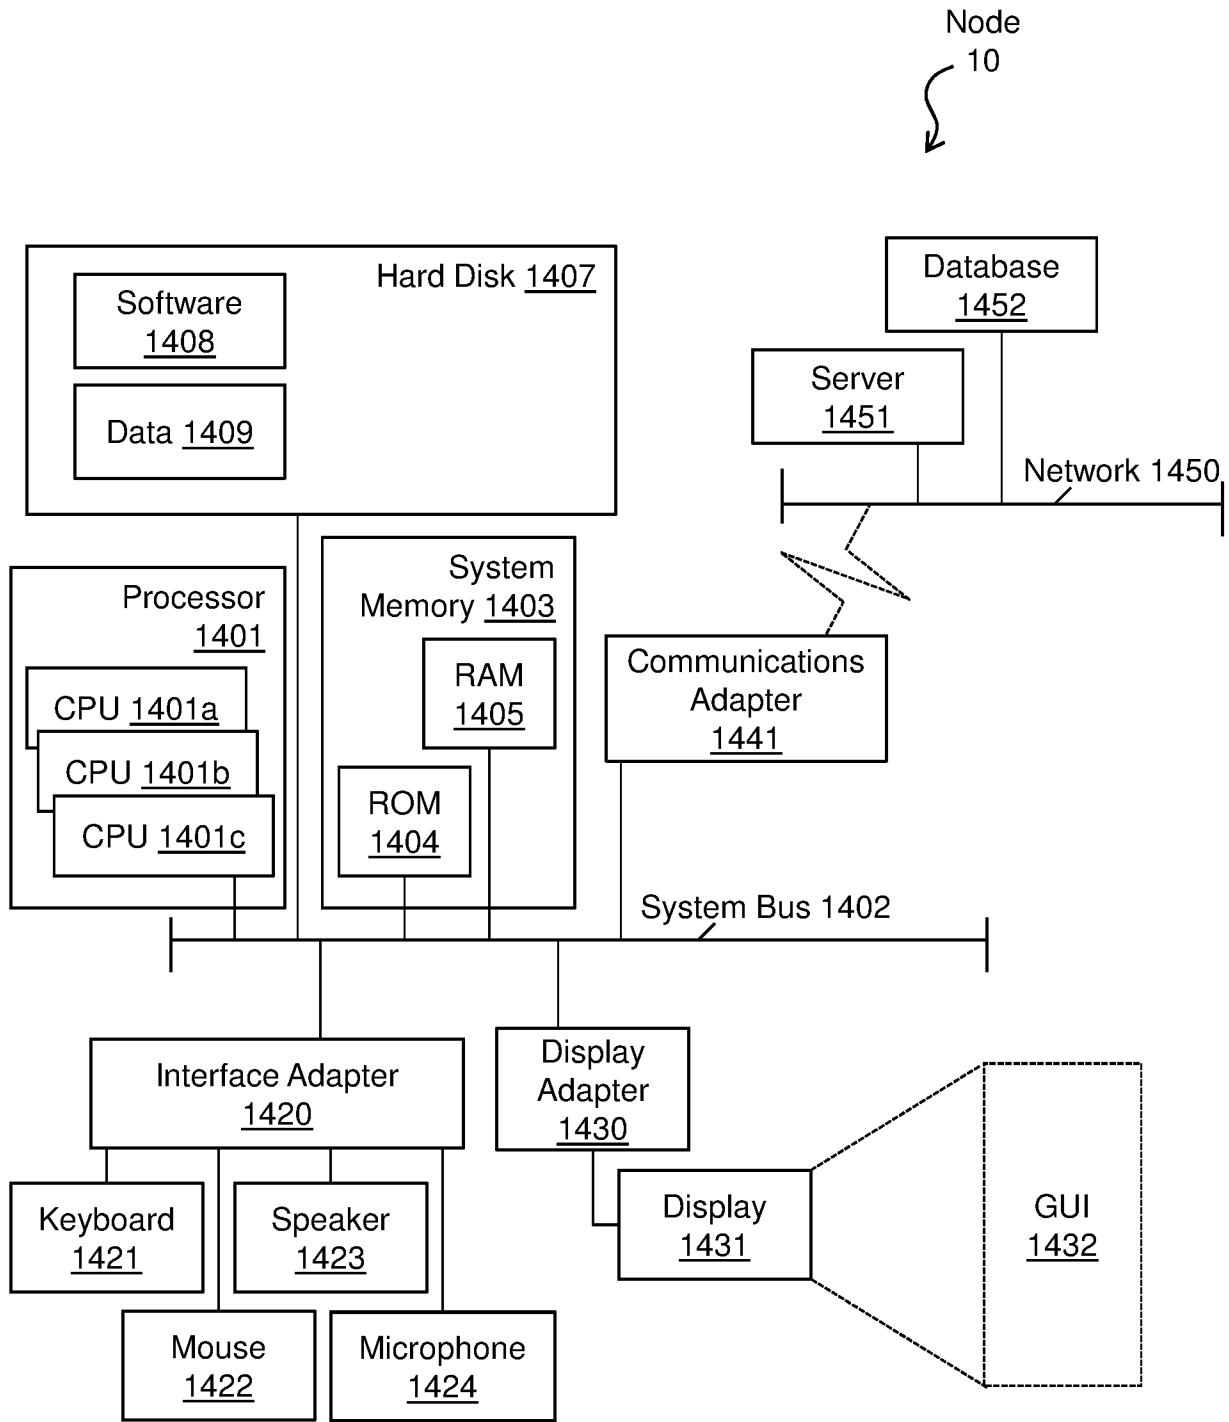 Node
10
Hard Disk 1407
Software
1408
Data 1409
Database
1452
Server
1451
Network 1450
Processor
1401
CPU 1401a
CPU 1401b
CPU 1401c
System
Memory 1403
RAM
1405
ROM
1404
Communications
Adapter
1441
System Bus 1402
Interface Adapter
1420
Display
Adapter
1430
Keyboard
1421
Speaker
1423
Mouse
1422
Microphone
1424
Display
1431
GUI
1432